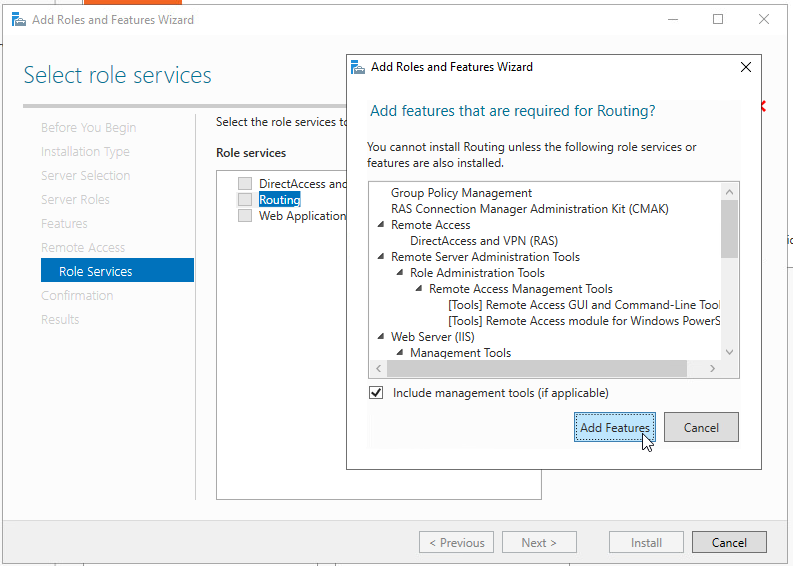 Add Roles and Features Wizard
Select role services
Before You Begin
Installation Type
Server Selection
Server Roles
Features
Remote Access
Role Services
Confirmation
Results
Select the role services to
Role services
DirectAccess and
Routing
Web Application
Add Roles and Features Wizard
Add features that are required for Routing?
You cannot install Routing unless the following role services or
features are also installed.
Group Policy Management
RAS Connection Manager Administration Kit (CMAK)
Remote Access
DirectAccess and VPN (RAS)
Remote Server Administration Tools
Role Administration Tools
Remote Access Management Tools
[Tools] Remote Access GUI and Command-Line Tool
[Tools] Remote Access module for Windows PowerS
Web Server (IIS)
Management Tools
Include management tools (if applicable)
Add Features
Cancel
< Previous
Next >
Install
Cancel